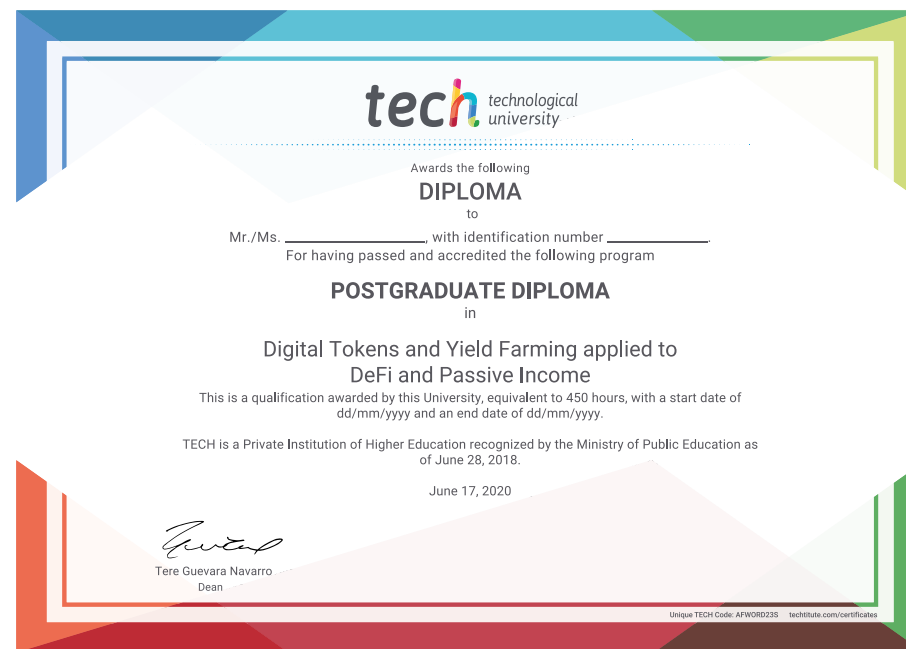 tech technological
university
Awards the following
DIPLOMA
to
Mr./Ms. ____________________, with identification number ______________.
For having passed and accredited the following program
POSTGRADUATE DIPLOMA
in
Digital Tokens and Yield Farming applied to
DeFi and Passive Income
This is a qualification awarded by this University, equivalent to 450 hours, with a start date of
dd/mm/yyyy and an end date of dd/mm/yyyy.
TECH is a Private Institution of Higher Education recognized by the Ministry of Public Education as
of June 28, 2018.
June 17, 2020
Tere Guevara Navarro
Dean
Unique TECH Code: AFWORD23S techtitute.com/certificates